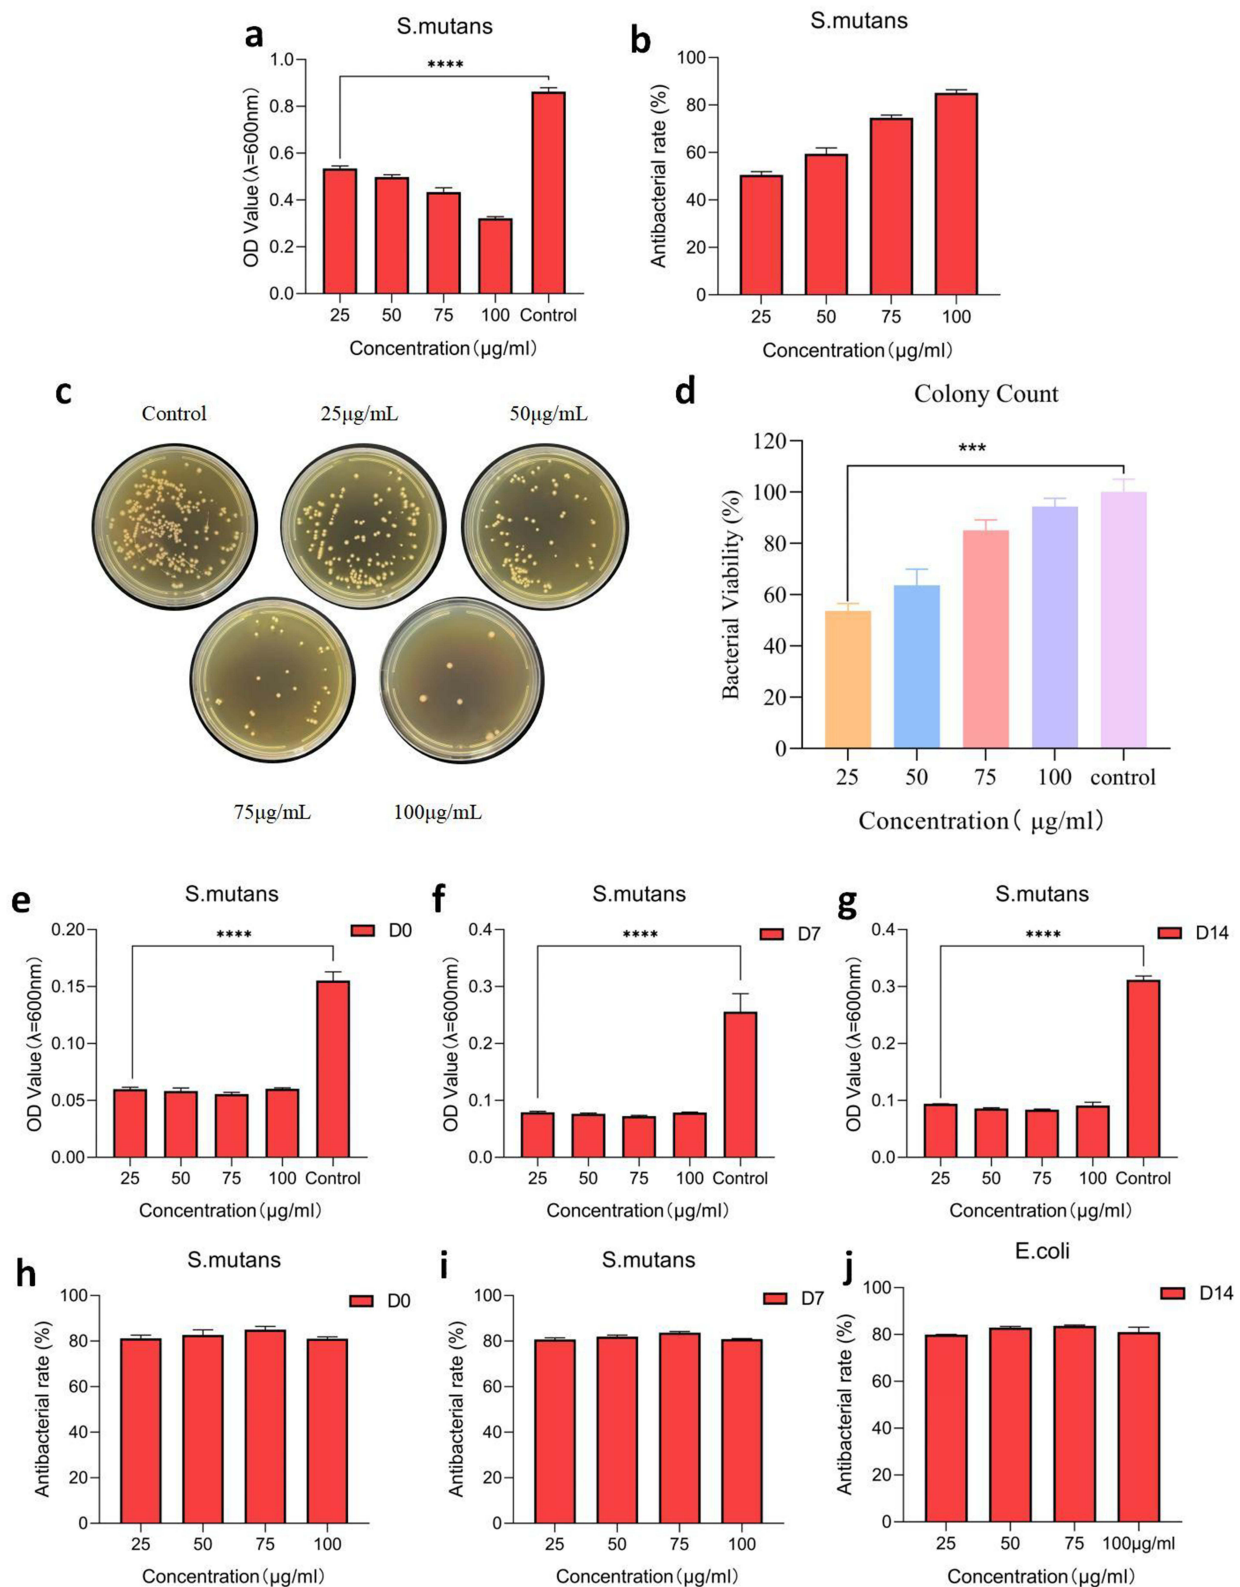 a
S.mutans
****
OD Value(λ=600nm)
1.0
0.8
0.6
0.4
0.2
0.0
25 50 75 100 Control
Concentration(μg/ml)
b
S.mutans
Antibacterial rate (%)
100
80
60
40
20
0
25 50 75 100
Concentration(μg/ml)
c
Control 25μg/mL 50μg/mL
75μg/mL 100μg/mL
d
Colony Count
***
Bacterial Viability (%)
120
100
80
60
40
20
0
25 50 75 100 control
Concentration( μg/ml)
e
S.mutans
D0
****
OD Value(λ=600nm)
0.20
0.15
0.10
0.05
0.00
25 50 75 100 Control
Concentration(μg/ml)
f
S.mutans
D7
****
OD Value(λ=600nm)
0.4
0.3
0.2
0.1
0.0
25 50 75 100 Control
Concentration(μg/ml)
g
S.mutans
D14
****
OD Value(λ=600nm)
0.4
0.3
0.2
0.1
0.0
25 50 75 100 Control
Concentration(μg/ml)
h
S.mutans
D0
Antibacterial rate (%)
100
80
60
40
20
0
25 50 75 100
Concentration(μg/ml)
i
S.mutans
D7
Antibacterial rate (%)
100
80
60
40
20
0
25 50 75 100
Concentration(μg/ml)
j
E.coli
D14
Antibacterial rate (%)
100
80
60
40
20
0
25 50 75 100μg/ml
Concentration(μg/ml)